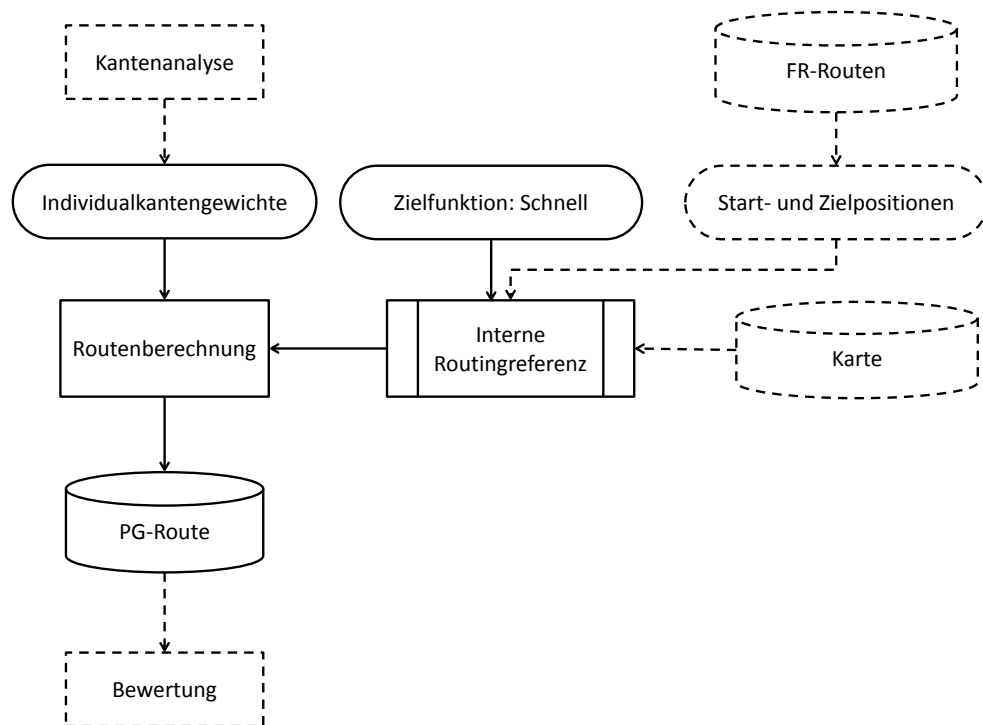 Kantenanalyse
FR-Routen
Individualkantengewichte
Zielfunktion: Schnell
Start- und Zielpositionen
Routenberechnung
Interne
Routingreferenz
Karte
PG-Route
Bewertung